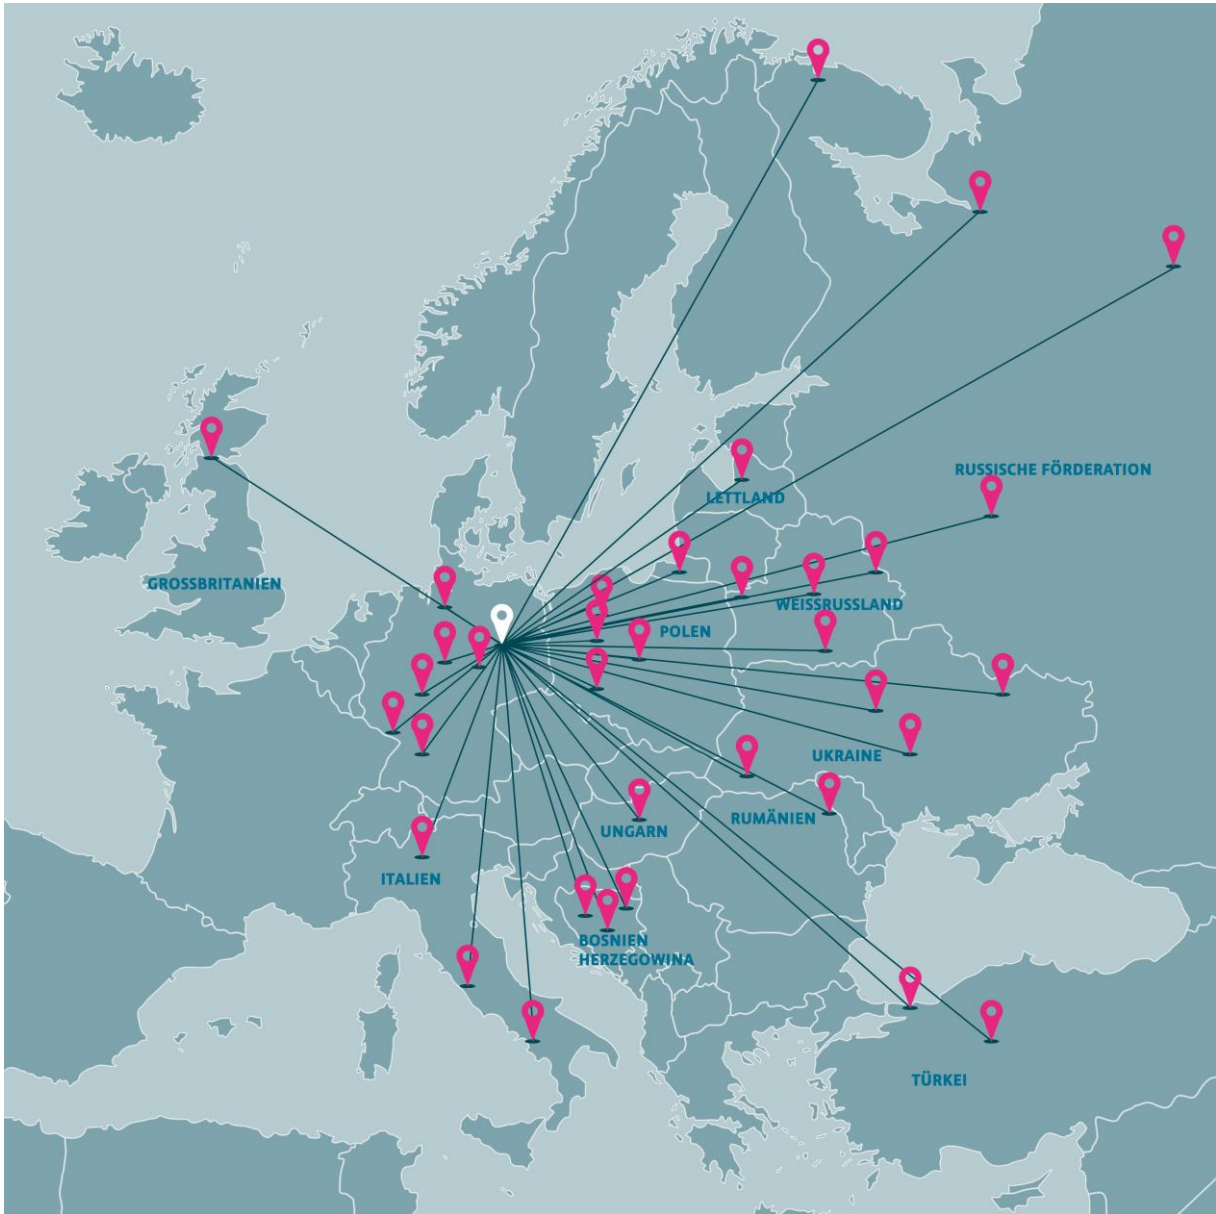 RUSSISCHE FÖRDERATION
LETTLAND
GROSSBRITANIEN
WEISSRUSSLAND
POLEN
UKRAINE
RUMÄNIEN
UNGARN
ITALIEN
BOSNIEN
HERZEGOWINA
TÜRKEI